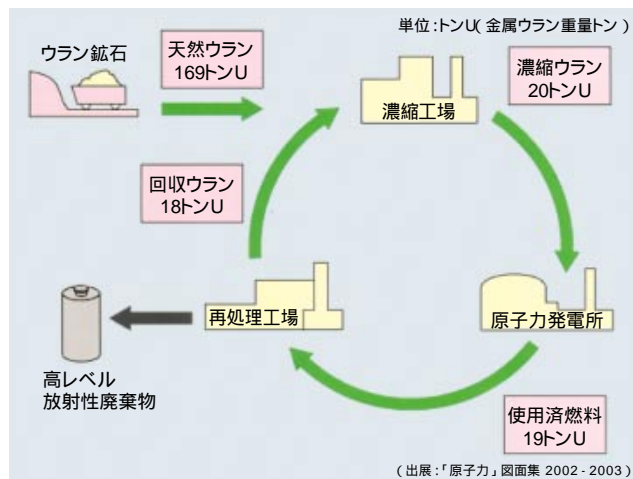 単位:トンU(金属ウラン重量トン)
ウラン鉱石
天然ウラン
169トンU
濃縮工場
濃縮ウラン
20トンU
回収ウラン
18トンU
再処理工場
原子力発電所
高レベル
放射性廃棄物
使用済燃料
19トンU
(出展:「原子力」図面集 2002-2003)